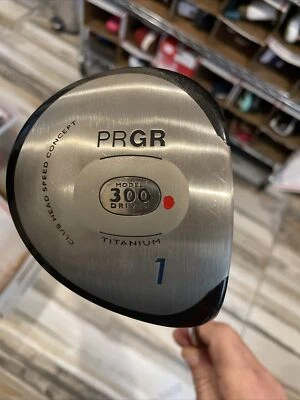 PRGR
CLUB HEAD SPEED CONCEPT
MODEL
300
DRIVER
TITANIUM
1